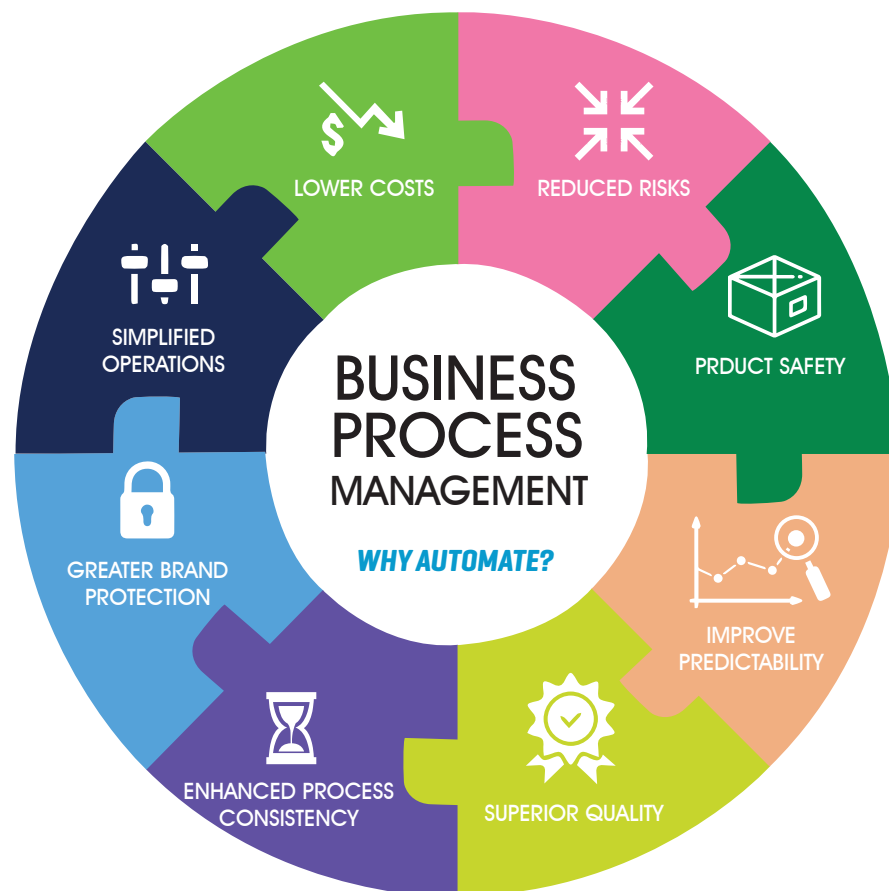 BUSINESS
PROCESS
MANAGEMENT
WHY AUTOMATE?
LOWER COSTS
REDUCED RISKS
PRDUCT SAFETY
IMPROVE
PREDICTABILITY
SUPERIOR QUALITY
ENHANCED PROCESS
CONSISTENCY
GREATER BRAND
PROTECTION
SIMPLIFIED
OPERATIONS
$